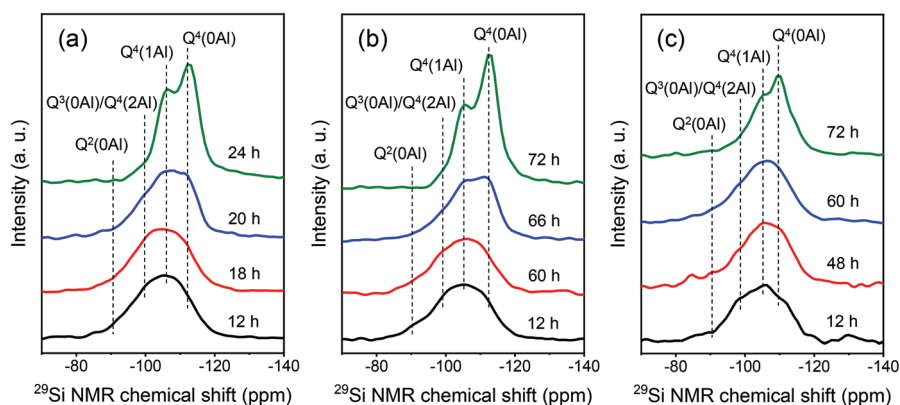 (a)
Q⁴(0Al)
Q⁴(1Al)
Q³(0Al)/Q⁴(2Al)
Q²(0Al)
24 h
20 h
18 h
12 h
Intensity (a. u.)
-80 -100 -120 -140
²⁹Si NMR chemical shift (ppm)
(b)
Q⁴(0Al)
Q⁴(1Al)
Q³(0Al)/Q⁴(2Al)
Q²(0Al)
72 h
66 h
60 h
12 h
Intensity (a. u.)
-80 -100 -120 -140
²⁹Si NMR chemical shift (ppm)
(c)
Q⁴(0Al)
Q⁴(1Al)
Q³(0Al)/Q⁴(2Al)
Q²(0Al)
72 h
60 h
48 h
12 h
Intensity (a. u.)
-80 -100 -120 -140
²⁹Si NMR chemical shift (ppm)